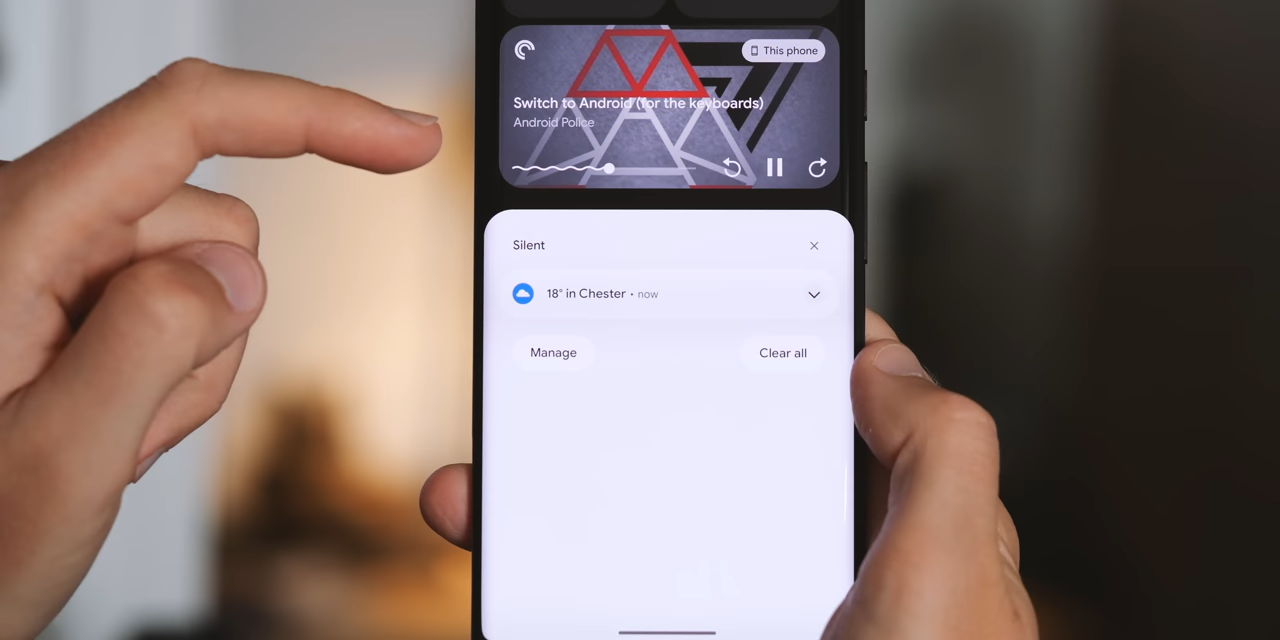 This phone
Switch to Android (for the keyboards)
Android Police
Silent
18° in Chester • now
Manage
Clear all